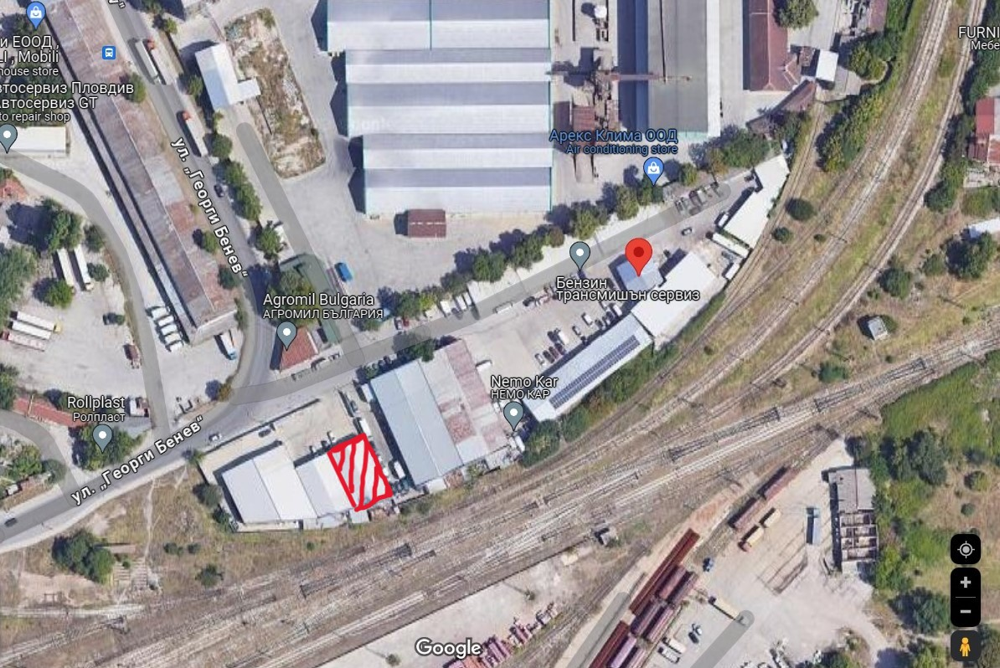 и ЕООД,
LI, Mobili
house store
втосервиз Пловдив
Автосервиз GT
to repair shop
FURNI
Мебе
ул. „Георги Бенев“
Арекс Клима ООД
Air conditioning store
Бензин
трансмишън сервиз
Agromil Bulgaria
АГРОМИЛ БЪЛГАРИЯ
Nemo Kar
НЕМО КАР
Rollplast
Ролпласт
ул. „Георги Бенев“
Google